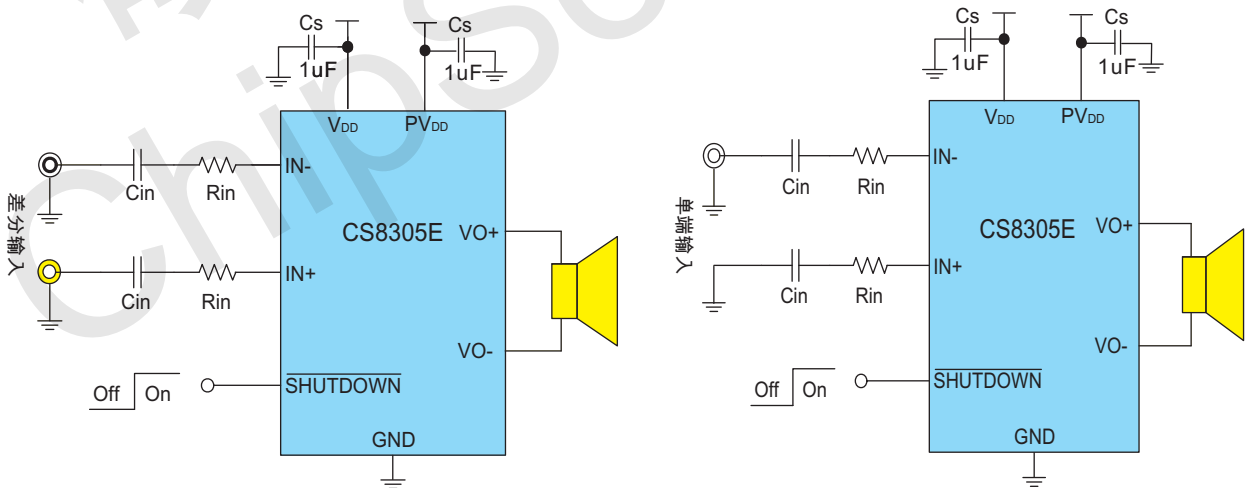 Cs
1uF
Cs
1uF
VDD
PVDD
IN-
Cin
Rin
CS8305E
VO+
差分输入
IN+
Cin
Rin
VO-
SHUTDOWN
Off
On
GND
Cs
1uF
Cs
1uF
VDD
PVDD
IN-
Cin
Rin
CS8305E
VO+
单端输入
IN+
Cin
Rin
VO-
SHUTDOWN
Off
On
GND